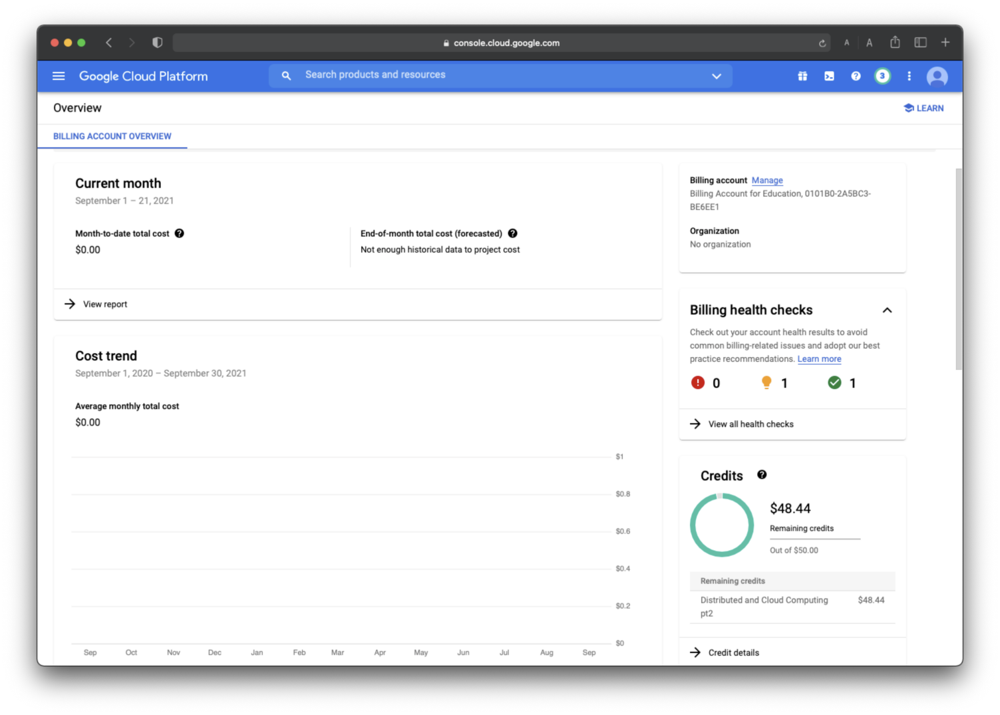 console.cloud.google.com
A
A
Google Cloud Platform
Search products and resources
3
Overview
LEARN
BILLING ACCOUNT OVERVIEW
Current month
September 1 – 21, 2021
Month-to-date total cost
$0.00
End-of-month total cost (forecasted)
Not enough historical data to project cost
View report
Cost trend
September 1, 2020 – September 30, 2021
Average monthly total cost
$0.00
$1
$0.8
$0.6
$0.4
$0.2
$0
Sep Oct Nov Dec Jan Feb Mar Apr May Jun Jul Aug Sep
Billing account Manage
Billing Account for Education, 0101B0-2A5BC3-
BE6EE1
Organization
No organization
Billing health checks
Check out your account health results to avoid
common billing-related issues and adopt our best
practice recommendations. Learn more
0 1 1
View all health checks
Credits
$48.44
Remaining credits
Out of $50.00
Remaining credits
Distributed and Cloud Computing $48.44
pt2
Credit details